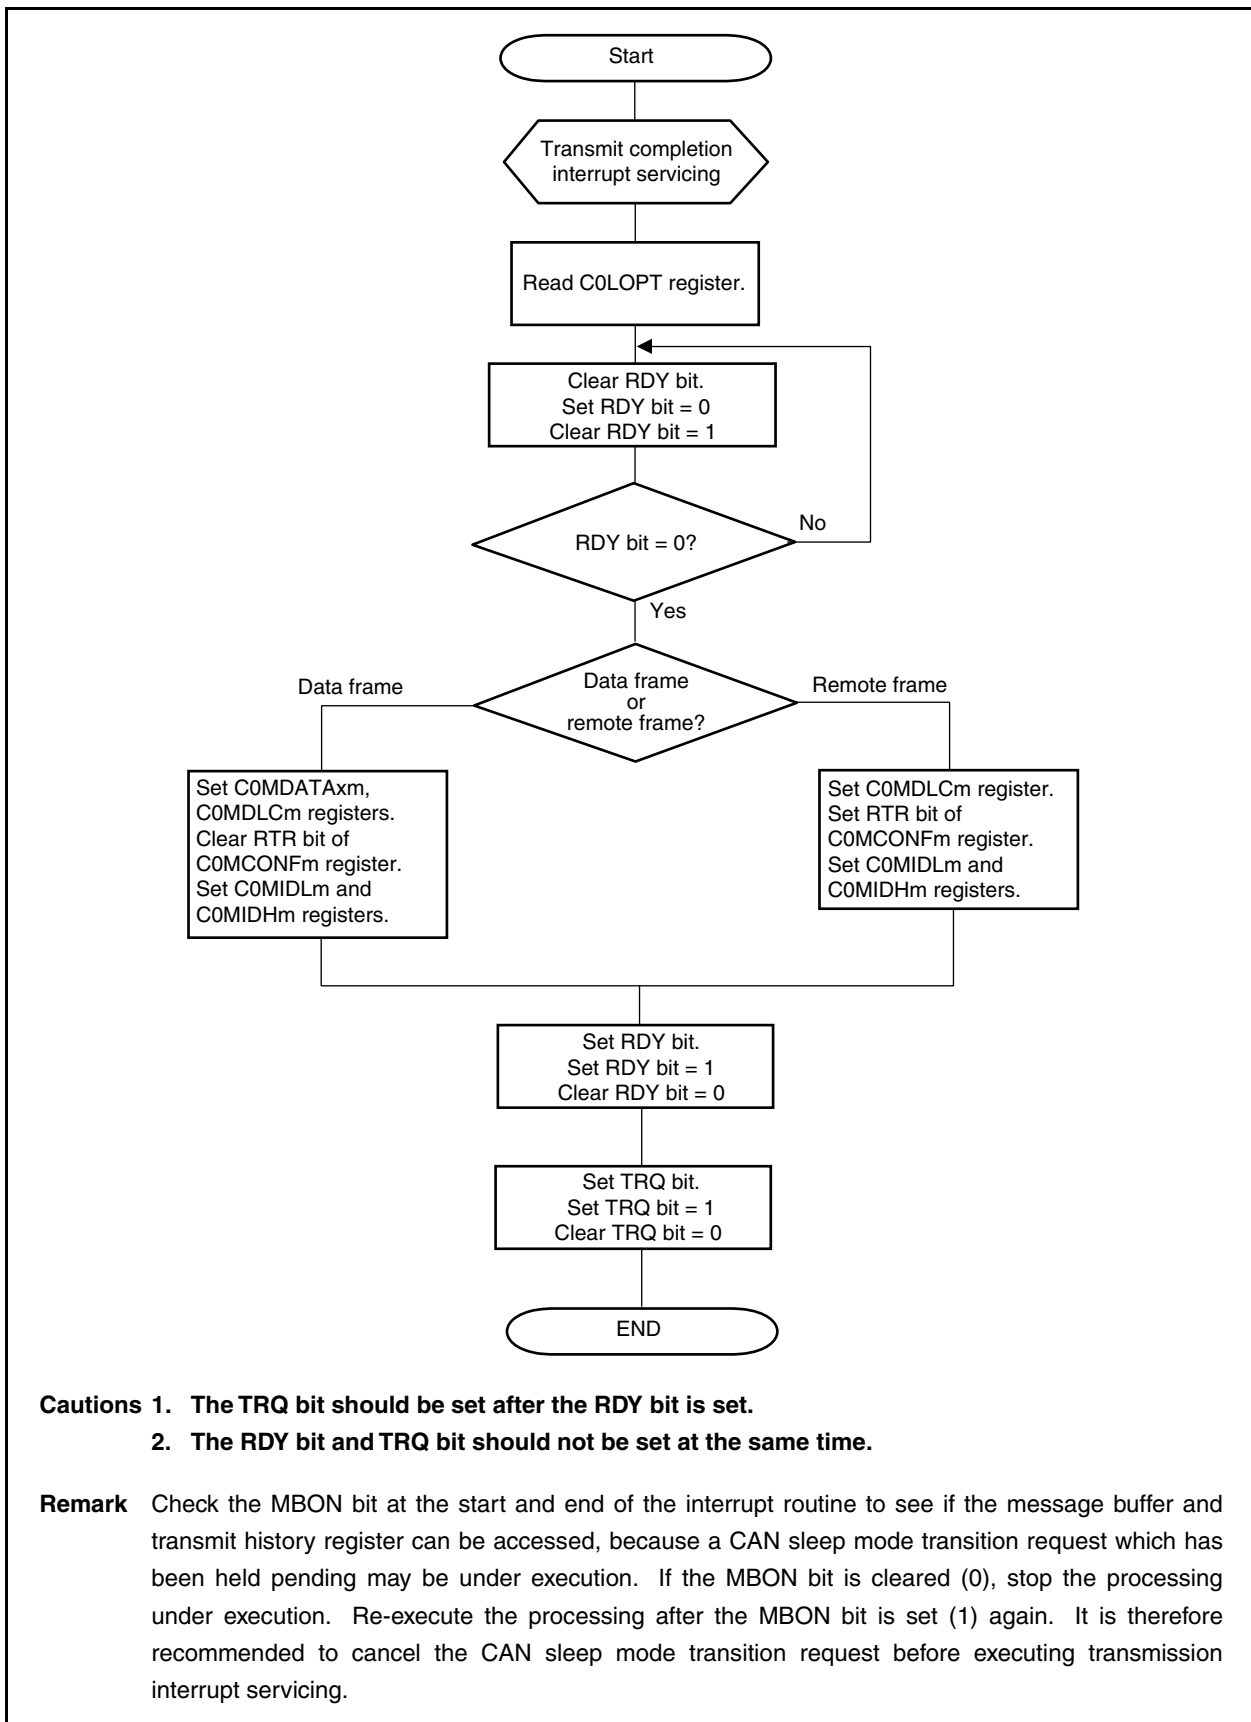 Start
Transmit completion
interrupt servicing
Read C0LOPT register.
Clear RDY bit.
Set RDY bit = 0
Clear RDY bit = 1
RDY bit = 0?
No
Yes
Data frame
or
remote frame?
Data frame
Remote frame
Set C0MDATAxm,
C0MDLCm registers.
Clear RTR bit of
C0MCONFm register.
Set C0MIDLm and
C0MIDHm registers.
Set C0MDLCm register.
Set RTR bit of
C0MCONFm register.
Set C0MIDLm and
C0MIDHm registers.
Set RDY bit.
Set RDY bit = 1
Clear RDY bit = 0
Set TRQ bit.
Set TRQ bit = 1
Clear TRQ bit = 0
END
Cautions 1. The TRQ bit should be set after the RDY bit is set.
2. The RDY bit and TRQ bit should not be set at the same time.
Remark Check the MBON bit at the start and end of the interrupt routine to see if the message buffer and
transmit history register can be accessed, because a CAN sleep mode transition request which has
been held pending may be under execution. If the MBON bit is cleared (0), stop the processing
under execution. Re-execute the processing after the MBON bit is set (1) again. It is therefore
recommended to cancel the CAN sleep mode transition request before executing transmission
interrupt servicing.